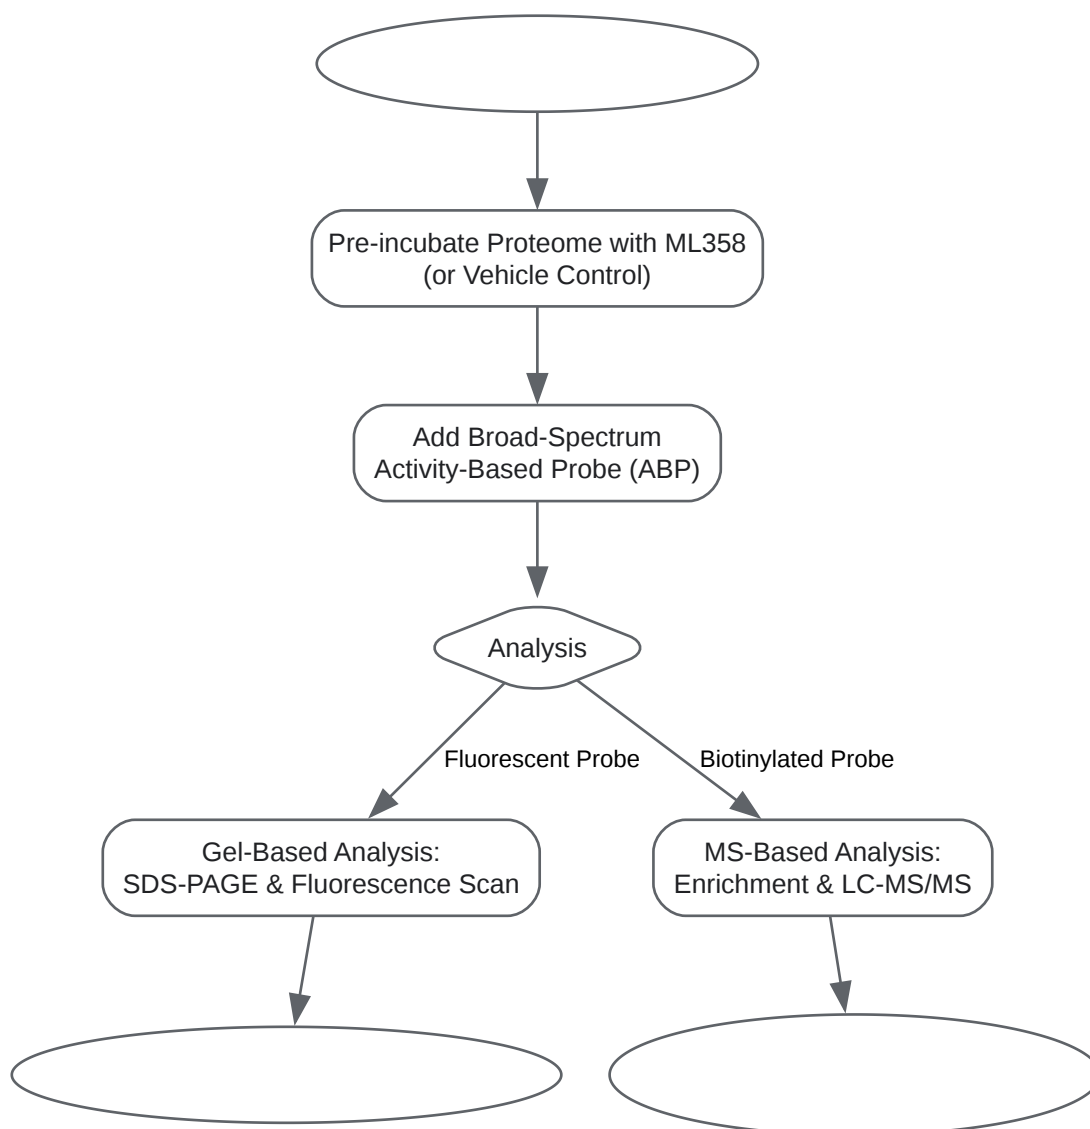 Pre-incubate Proteome with ML358
(or Vehicle Control)
Add Broad-Spectrum
Activity-Based Probe (ABP)
Analysis
Fluorescent Probe
Biotinylated Probe
Gel-Based Analysis:
SDS-PAGE & Fluorescence Scan
MS-Based Analysis:
Enrichment & LC-MS/MS